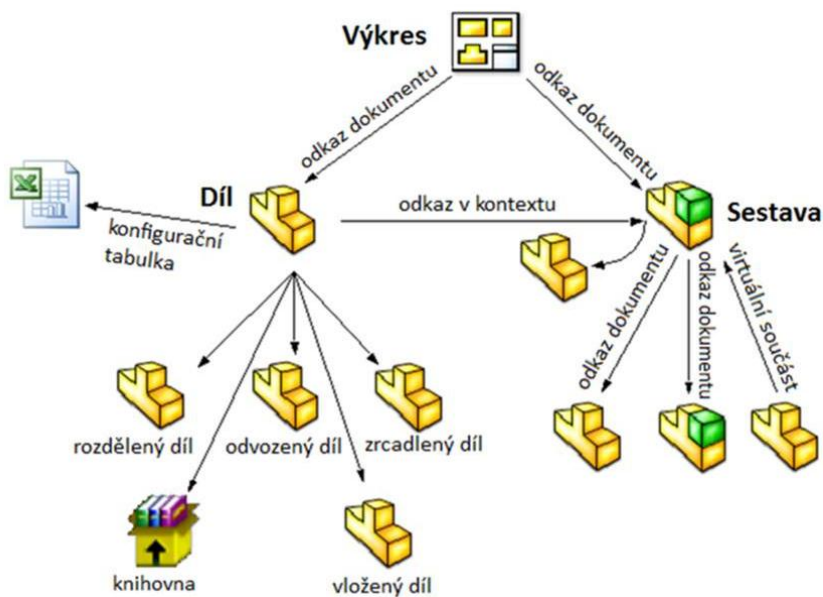 Výkres
odkaz dokumentu
odkaz dokumentu
Díl
odkaz v kontextu
Sestava
konfigurační
tabulka
odkaz dokumentu
odkaz dokumentu
virtuální součást
rozdělený díl
odvozený díl
zrcadlený díl
knihovna
vložený díl